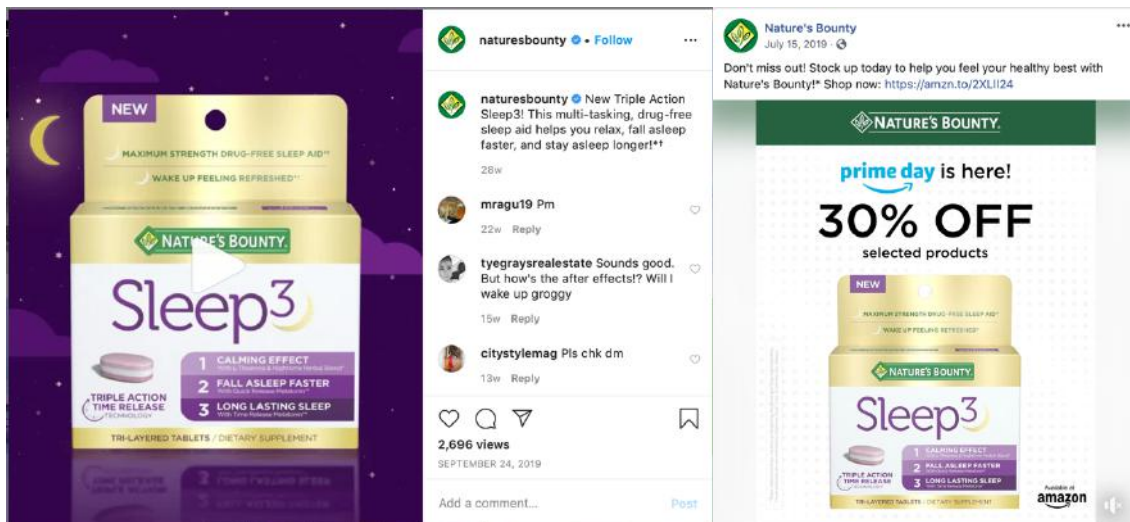 NEW
MAXIMUM STRENGTH DRUG-FREE SLEEP AID**
WAKE UP FEELING REFRESHED**
NATURE'S BOUNTY®
Sleep3
1 CALMING EFFECT
2 FALL ASLEEP FASTER
3 LONG LASTING SLEEP
TRIPLE ACTION
TIME RELEASE
TECHNOLOGY
TRI-LAYERED TABLETS / DIETARY SUPPLEMENT
naturesbounty • Follow
naturesbounty New Triple Action
Sleep3! This multi-tasking, drug-free
sleep aid helps you relax, fall asleep
faster, and stay asleep longer!*†
28w
mragu19 Pm
22w Reply
tyegraysrealestate Sounds good.
But how's the after effects!? Will I
wake up groggy
15w Reply
citystylemag Pls chk dm
13w Reply
2,696 views
SEPTEMBER 24, 2019
Add a comment...
Post
Nature's Bounty
July 15, 2019 ·
Don't miss out! Stock up today to help you feel your healthy best with
Nature's Bounty!* Shop now: https://amzn.to/2XLII24
NATURE'S BOUNTY®
prime day is here!
30% OFF
selected products
NEW
MAXIMUM STRENGTH DRUG-FREE SLEEP AID**
WAKE UP FEELING REFRESHED**
NATURE'S BOUNTY®
Sleep3
1 CALMING EFFECT
2 FALL ASLEEP FASTER
3 LONG LASTING SLEEP
TRIPLE ACTION
TIME RELEASE
TECHNOLOGY
TRI-LAYERED TABLETS / DIETARY SUPPLEMENT
Available at
amazon